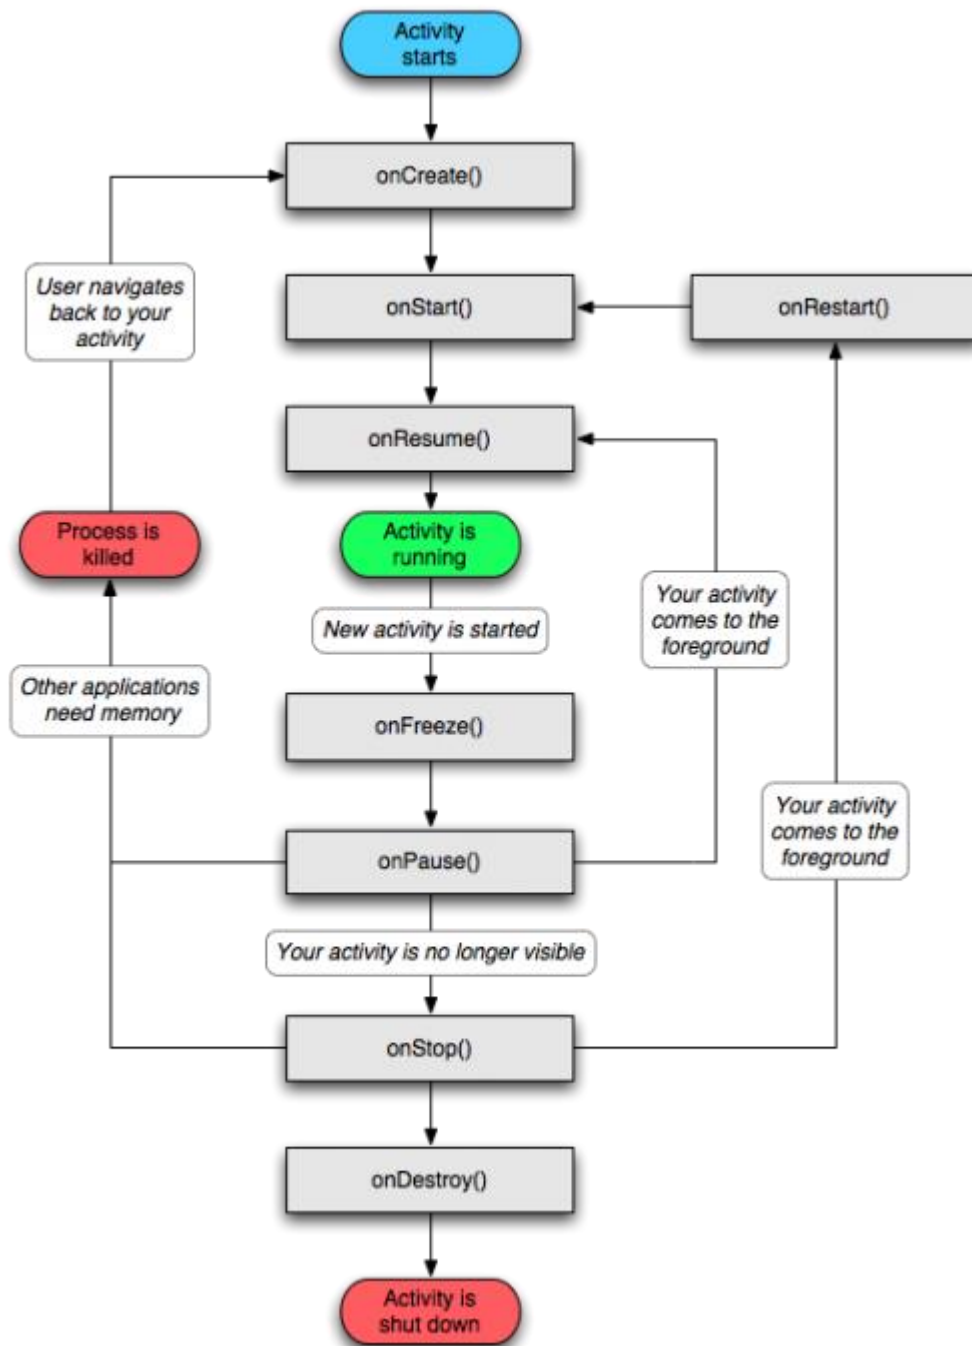 Activity
starts
onCreate()
User navigates
back to your
activity
onStart()
onRestart()
onResume()
Process is
killed
Activity is
running
Your activity
comes to the
foreground
New activity is started
Other applications
need memory
onFreeze()
Your activity
comes to the
foreground
onPause()
Your activity is no longer visible
onStop()
onDestroy()
Activity is
shut down